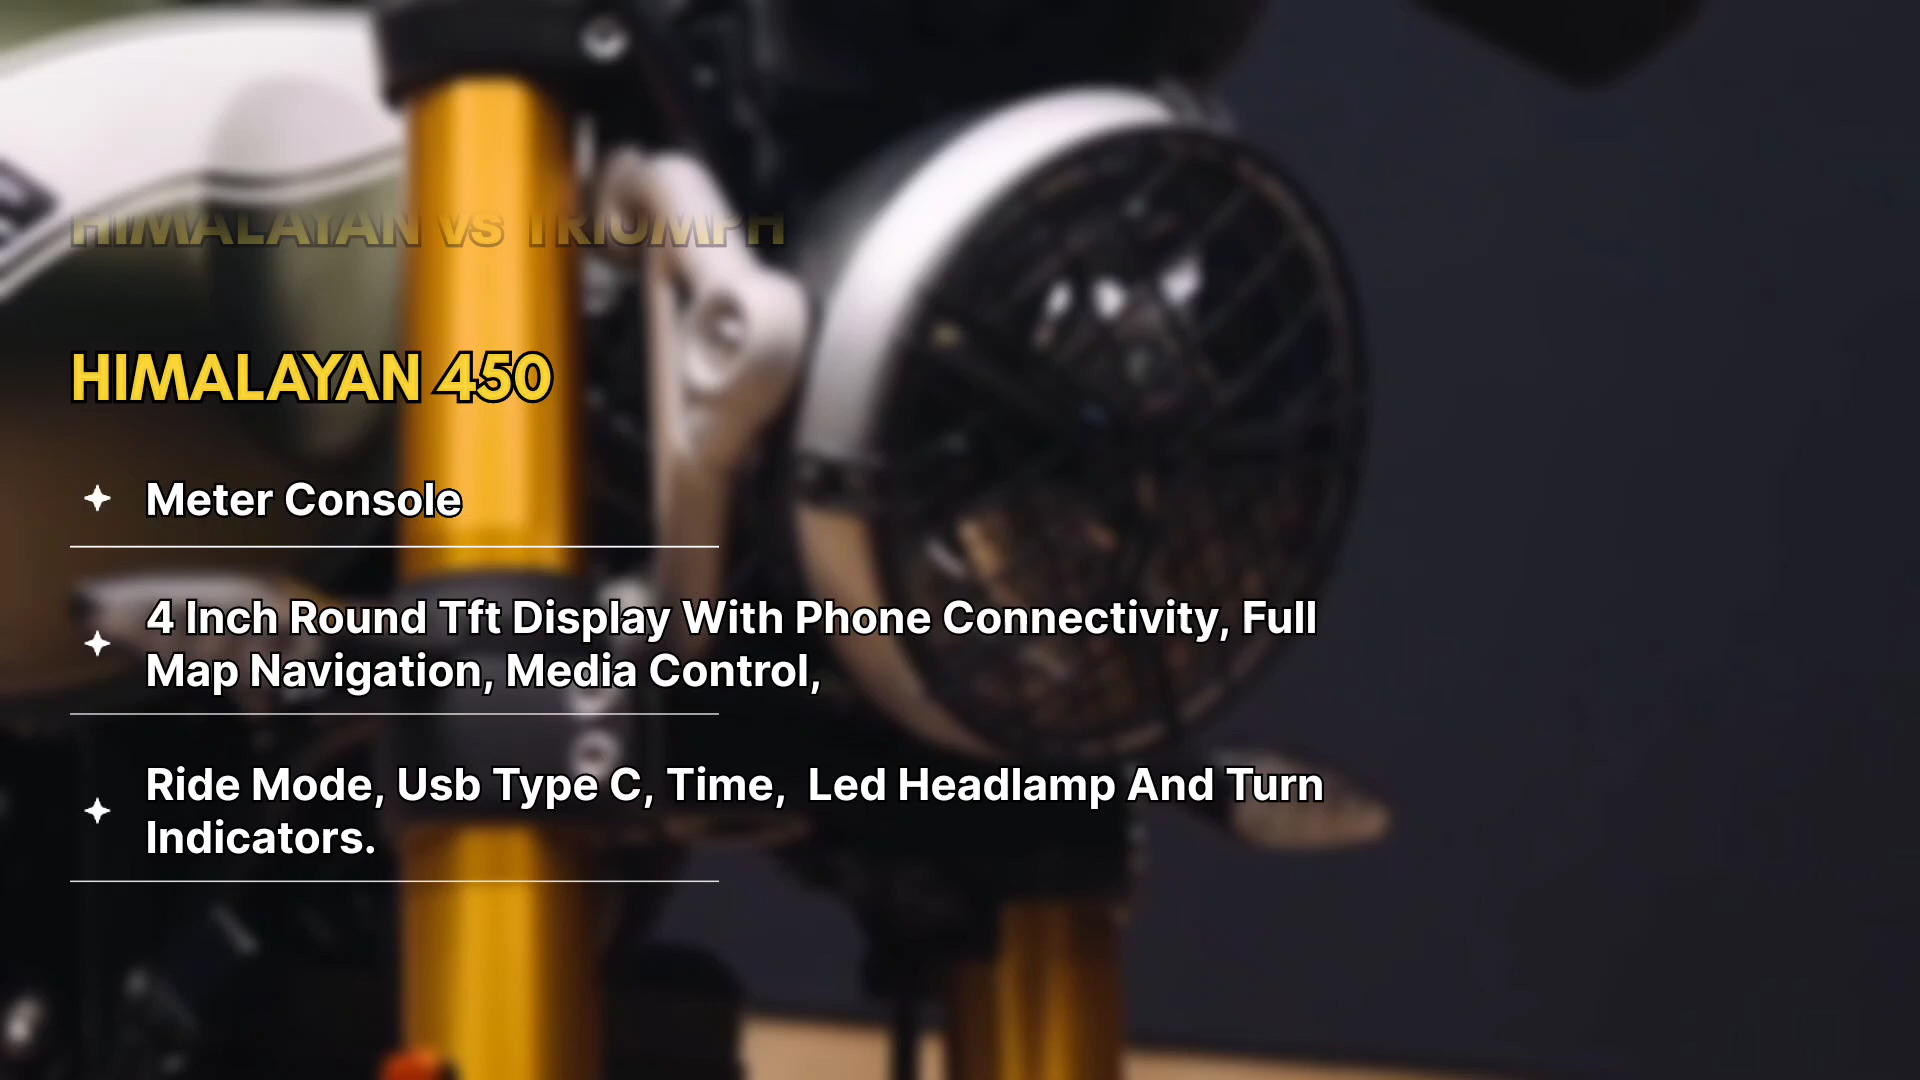 HIMALAYAN VS TRIUMPH
HIMALAYAN 450
Meter Console
4 Inch Round Tft Display With Phone Connectivity, Full
Map Navigation, Media Control,
Ride Mode, Usb Type C, Time,  Led Headlamp And Turn
Indicators.